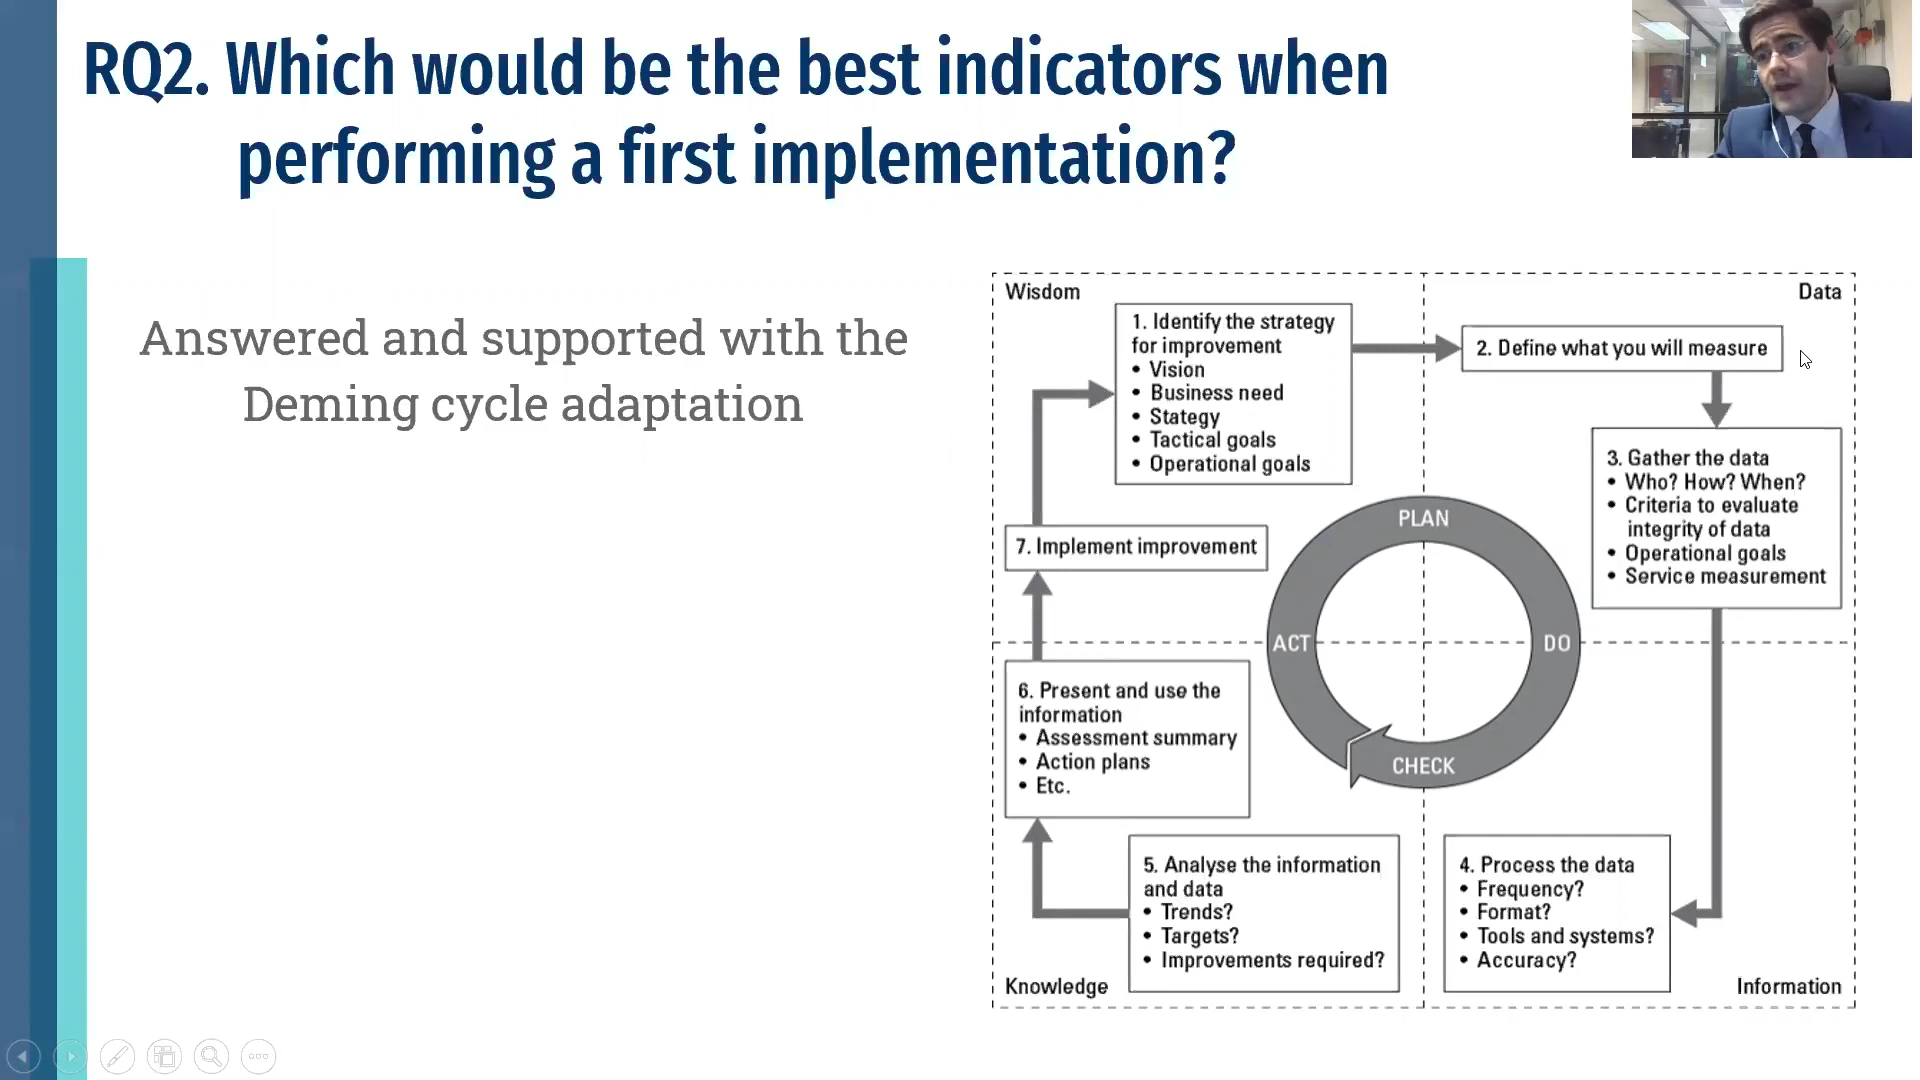 RQ2. Which would be the best indicators when
performing a first implementation?
Answered and supported with the
Deming cycle adaptation
Wisdom
Data
1. Identify the strategy
for improvement
• Vision
• Business need
• Stategy
• Tactical goals
• Operational goals
2. Define what you will measure
3. Gather the data
• Who? How? When?
• Criteria to evaluate
integrity of data
• Operational goals
• Service measurement
PLAN
7. Implement improvement
ACT
DO
6. Present and use the
information
• Assessment summary
• Action plans
• Etc.
CHECK
5. Analyse the information
and data
• Trends?
• Targets?
• Improvements required?
4. Process the data
• Frequency?
• Format?
• Tools and systems?
• Accuracy?
Knowledge
Information